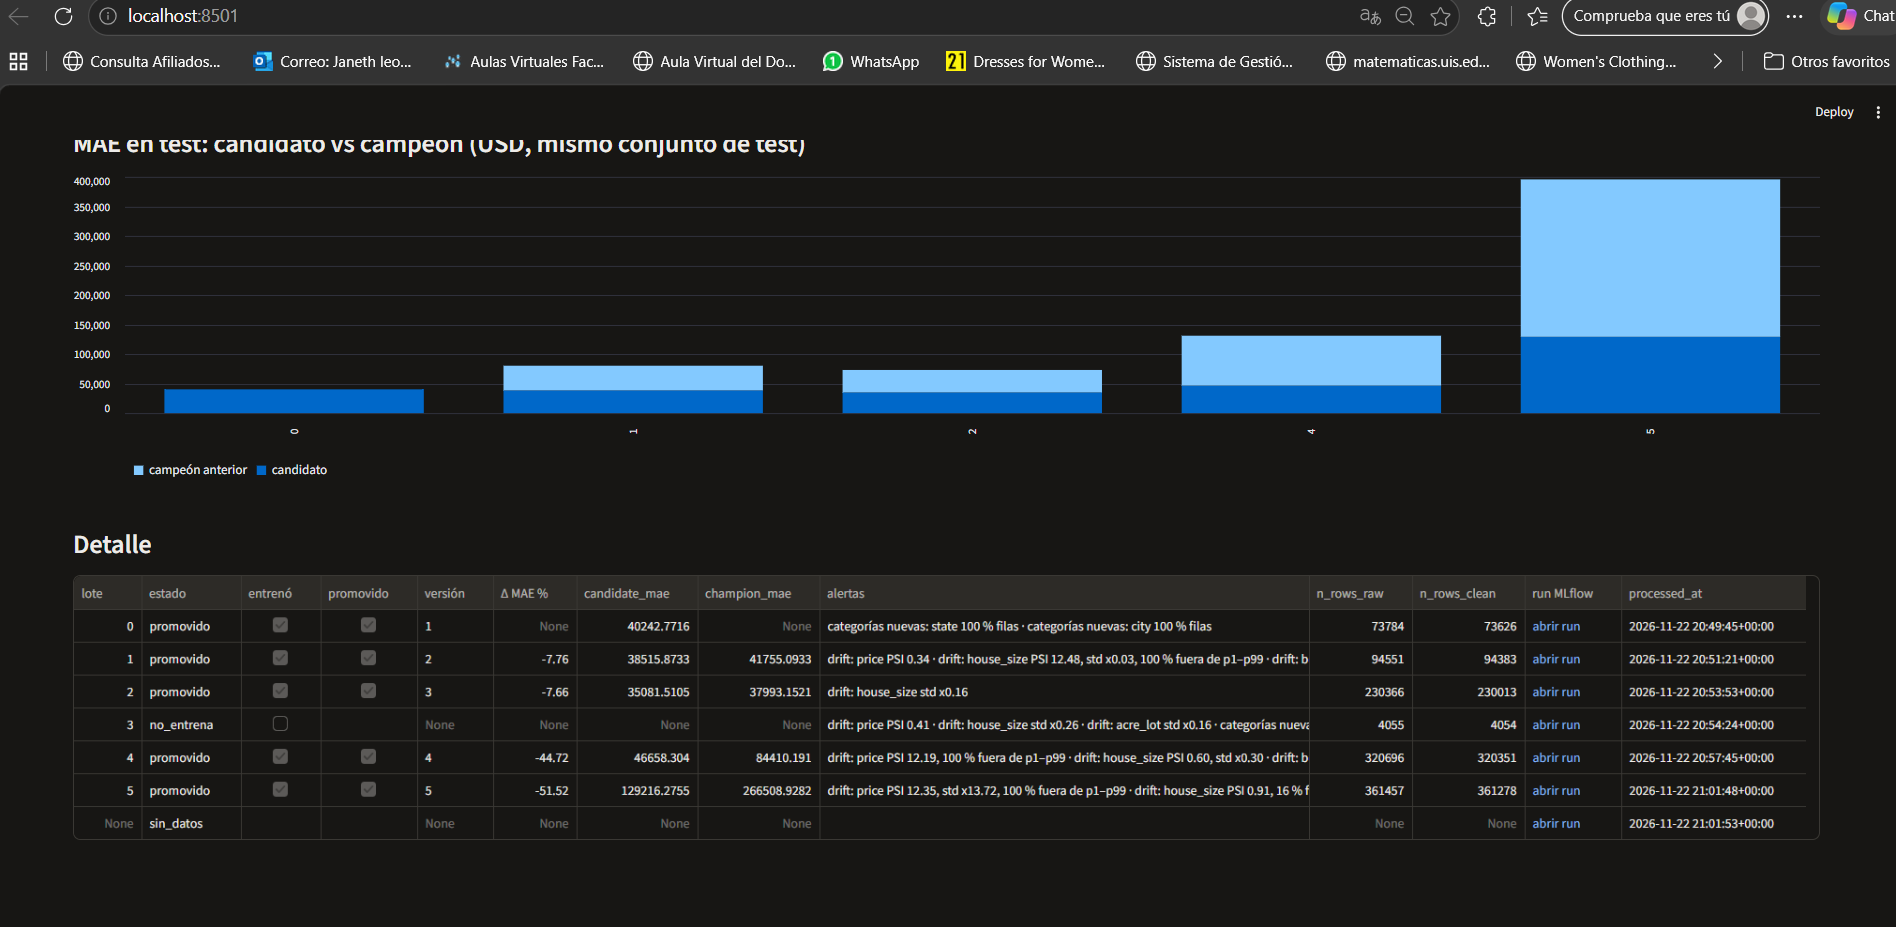 localhost:8501
Comprueba que eres tú
Chat
Consulta Afiliados...
Correo: Janeth leo...
Aulas Virtuales Fac...
Aula Virtual del Do...
WhatsApp
21 Dresses for Wome...
Sistema de Gestió...
matematicas.uis.ed...
Women's Clothing...
Otros favoritos
Deploy
MAE en test: candidato vs campeón (USD, mismo conjunto de test)
400,000
350,000
300,000
250,000
200,000
150,000
100,000
50,000
0
0 1 2 4 5
campeón anterior candidato
Detalle
lote estado entrenó promovido versión Δ MAE % candidate_mae champion_mae alertas n_rows_raw n_rows_clean run MLflow processed_at
0 promovido 1 None 40242.7716 None categorías nuevas: state 100 % filas · categorías nuevas: city 100 % filas 73784 73626 abrir run 2026-11-22 20:49:45+00:00
1 promovido 2 -7.76 38515.8733 41755.0933 drift: price PSI 0.34 · drift: house_size PSI 12.48, std x0.03, 100 % fuera de p1–p99 · drift: b 94551 94383 abrir run 2026-11-22 20:51:21+00:00
2 promovido 3 -7.66 35081.5105 37993.1521 drift: house_size std x0.16 230366 230013 abrir run 2026-11-22 20:53:53+00:00
3 no_entrena None None None None drift: price PSI 0.41 · drift: house_size std x0.26 · drift: acre_lot std x0.16 · categorías nueva 4055 4054 abrir run 2026-11-22 20:54:24+00:00
4 promovido 4 -44.72 46658.304 84410.191 drift: price PSI 12.19, 100 % fuera de p1–p99 · drift: house_size PSI 0.60, std x0.30 · drift: b 320696 320351 abrir run 2026-11-22 20:57:45+00:00
5 promovido 5 -51.52 129216.2755 266508.9282 drift: price PSI 12.35, std x13.72, 100 % fuera de p1–p99 · drift: house_size PSI 0.91, 16 % f 361457 361278 abrir run 2026-11-22 21:01:48+00:00
None sin_datos None None None None None None abrir run 2026-11-22 21:01:53+00:00